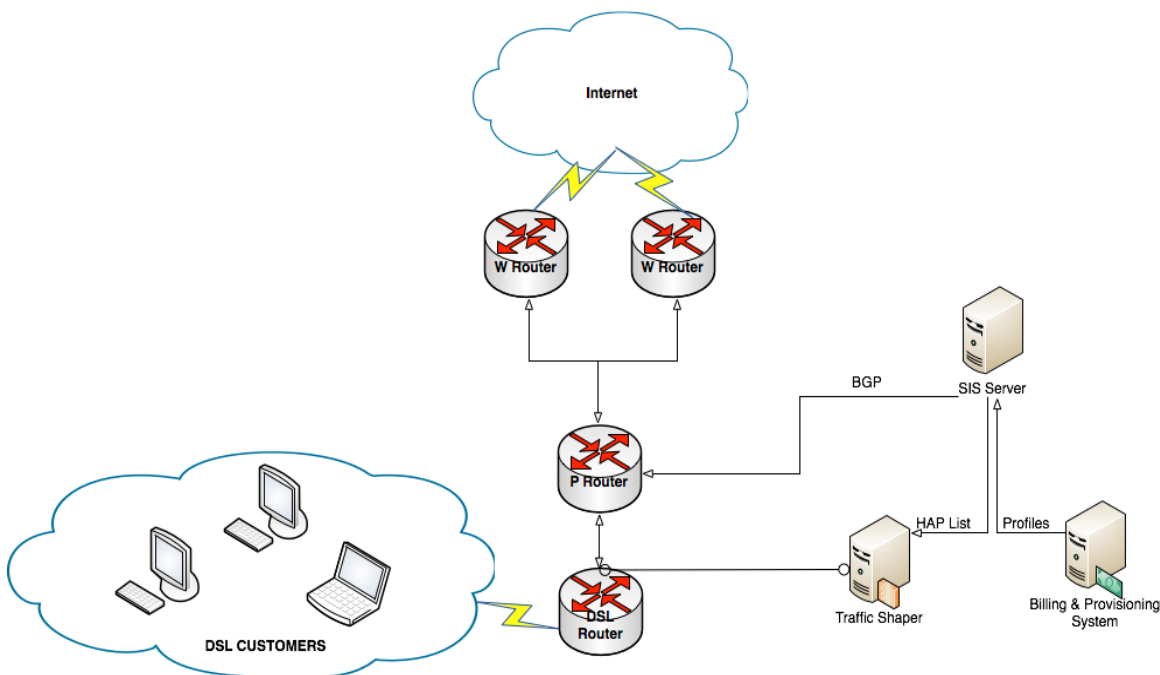 Internet
W Router
W Router
BGP
SIS Server
P Router
HAP List
Profiles
DSL
Router
Traffic Shaper
Billing & Provisioning
System
DSL CUSTOMERS